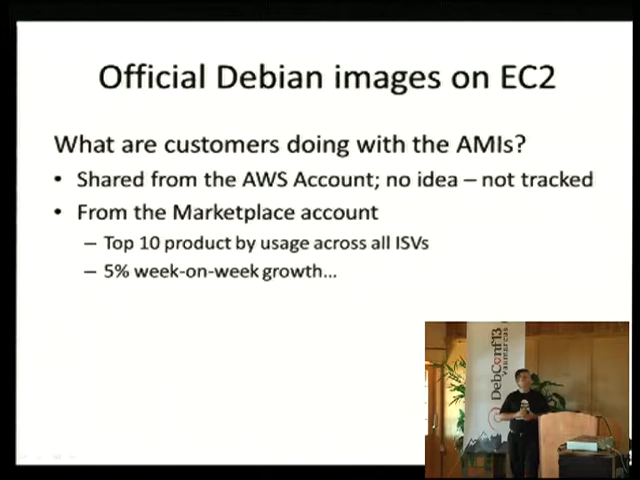 Official Debian images on EC2
What are customers doing with the AMIs?
• Shared from the AWS Account; no idea – not tracked
• From the Marketplace account
– Top 10 product by usage across all ISVs
– 5% week-on-week growth...
DebConf13
Vaumarcus